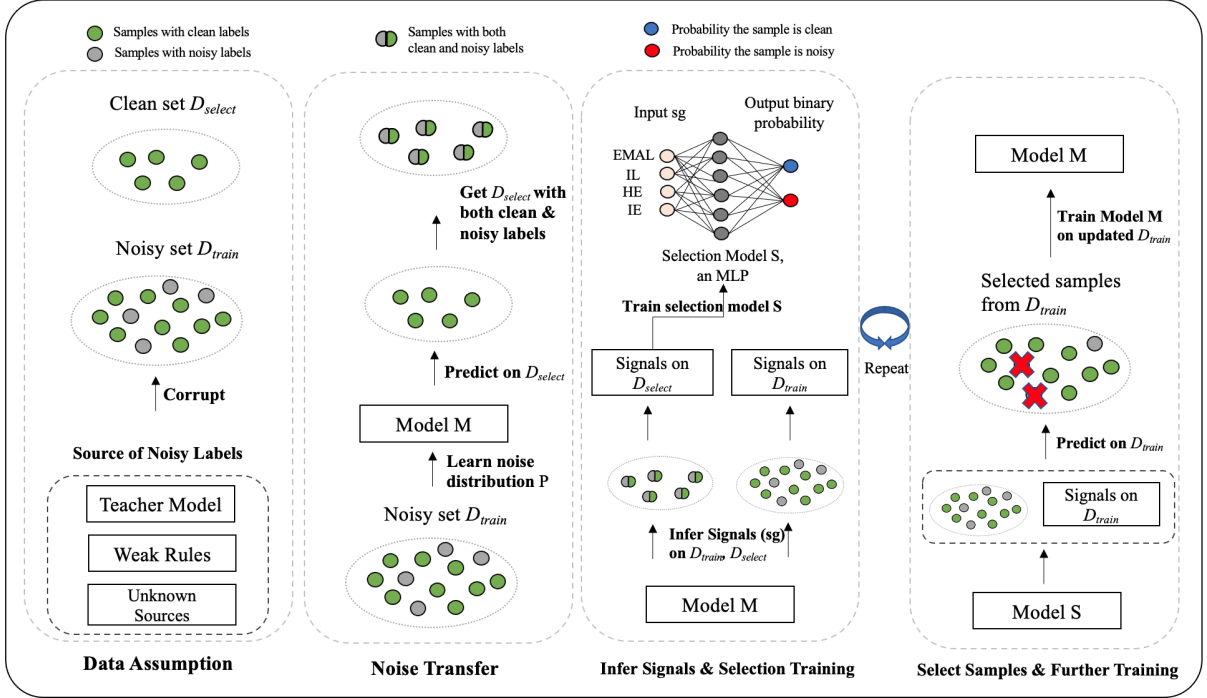 Samples with clean labels
Samples with noisy labels
Clean set D_select
Noisy set D_train
Corrupt
Source of Noisy Labels
Teacher Model
Weak Rules
Unknown
Sources
Data Assumption
Samples with both
clean and noisy labels
Get D_select with
both clean &
noisy labels
Predict on D_select
Model M
Learn noise
distribution P
Noisy set D_train
Noise Transfer
Probability the sample is clean
Probability the sample is noisy
Input sg
Output binary
probability
EMAL
IL
HE
IE
Selection Model S,
an MLP
Train selection model S
Signals on
D_select
Signals on
D_train
Infer Signals (sg)
on D_train, D_select
Model M
Infer Signals & Selection Training
Repeat
Model M
Train Model M
on updated D_train
Selected samples
from D_train
Predict on D_train
Signals on
D_train
Model S
Select Samples & Further Training